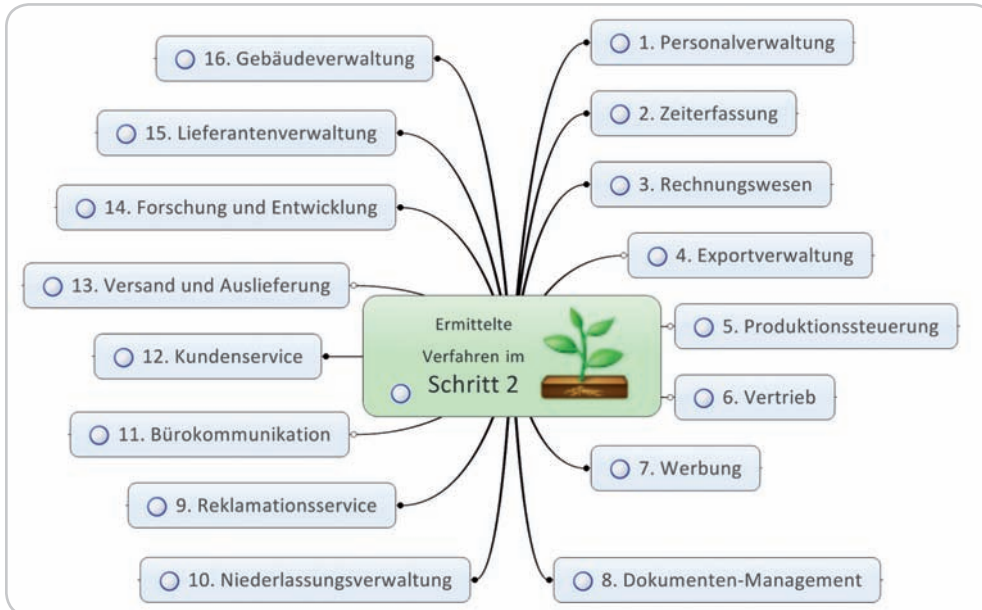 Ermittelte
Verfahren im
Schritt 2
1. Personalverwaltung
2. Zeiterfassung
3. Rechnungswesen
4. Exportverwaltung
5. Produktionssteuerung
6. Vertrieb
7. Werbung
8. Dokumenten-Management
10. Niederlassungsverwaltung
9. Reklamationsservice
11. Bürokommunikation
12. Kundenservice
13. Versand und Auslieferung
14. Forschung und Entwicklung
15. Lieferantenverwaltung
16. Gebäudeverwaltung